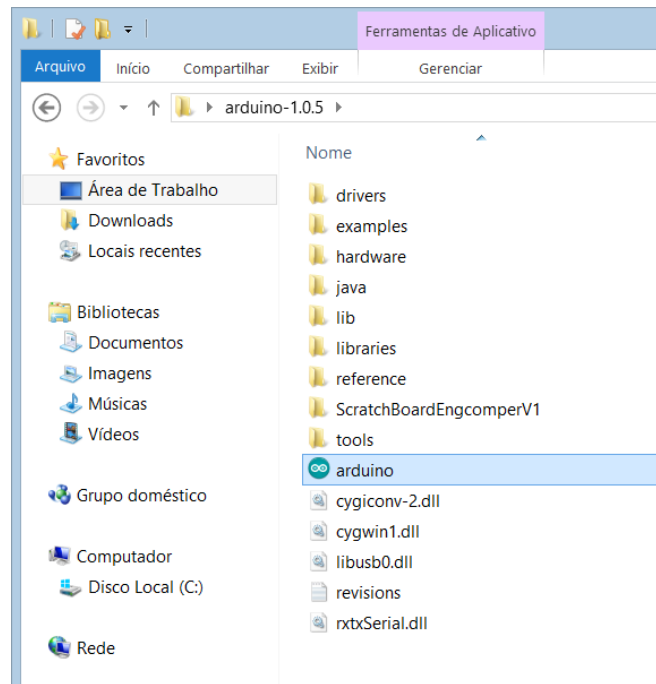 Ferramentas de Aplicativo
Arquivo Início Compartilhar Exibir Gerenciar
arduino-1.0.5
Favoritos
Área de Trabalho
Downloads
Locais recentes
Bibliotecas
Documentos
Imagens
Músicas
Vídeos
Grupo doméstico
Computador
Disco Local (C:)
Rede
Nome
drivers
examples
hardware
java
lib
libraries
reference
ScratchBoardEngcomperV1
tools
arduino
cygiconv-2.dll
cygwin1.dll
libusb0.dll
revisions
rxtxSerial.dll